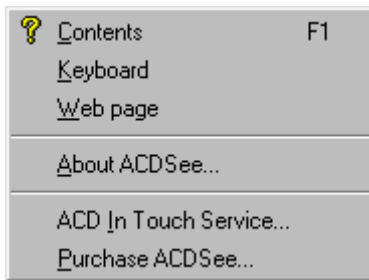 Contents F1
Keyboard
Web page
About ACDSee...
ACD In Touch Service...
Purchase ACDSee...